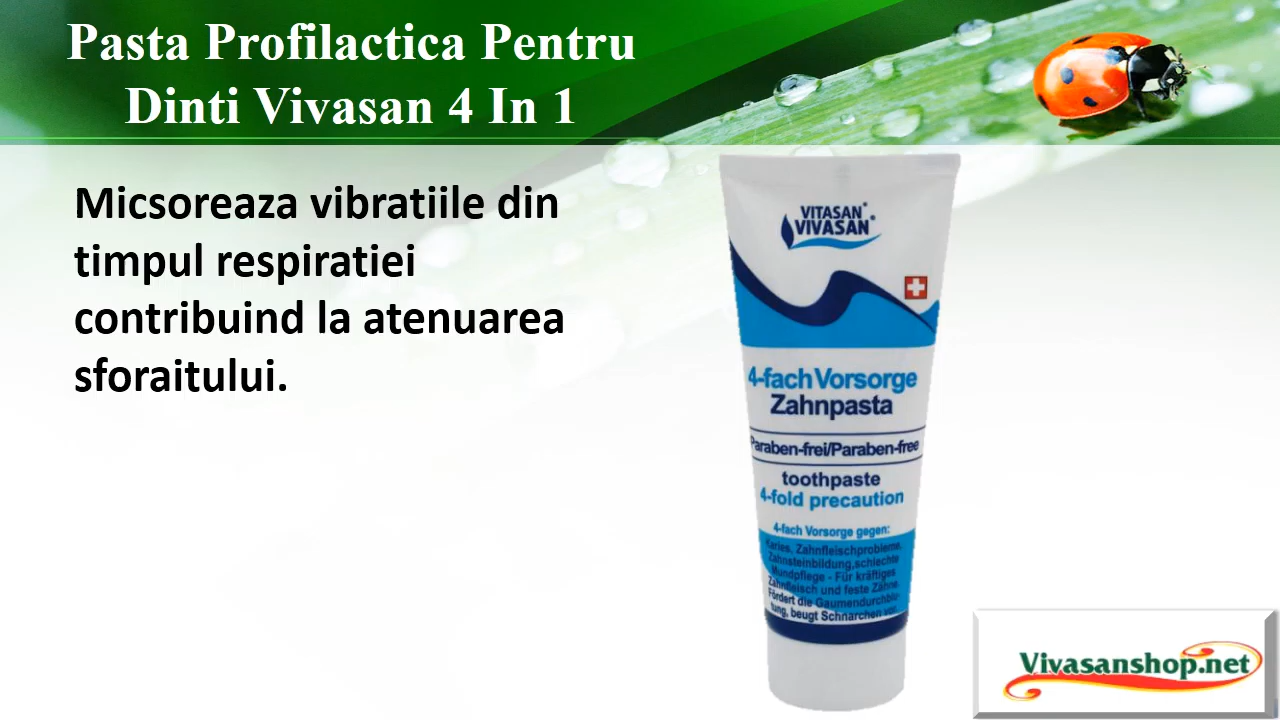 Pasta Profilactica Pentru
Dinti Vivasan 4 In 1
Micsoreaza vibratiile din
timpul respiratiei
contribuind la atenuarea
sforaitului.
VITASAN®
VIVASAN®
4-fach Vorsorge
Zahnpasta
Paraben-frei/Paraben-free
toothpaste
4-fold precaution
4-fach Vorsorge gegen:
Karies, Zahnfleischprobleme,
Zahnsteinbildung,schlechte
Mundpflege - Für kräftiges
Zahnfleisch und feste Zähne.
Fördert die Gaumendurchblu-
tung, beugt Schnarchen vor.
Vivasanshop.net